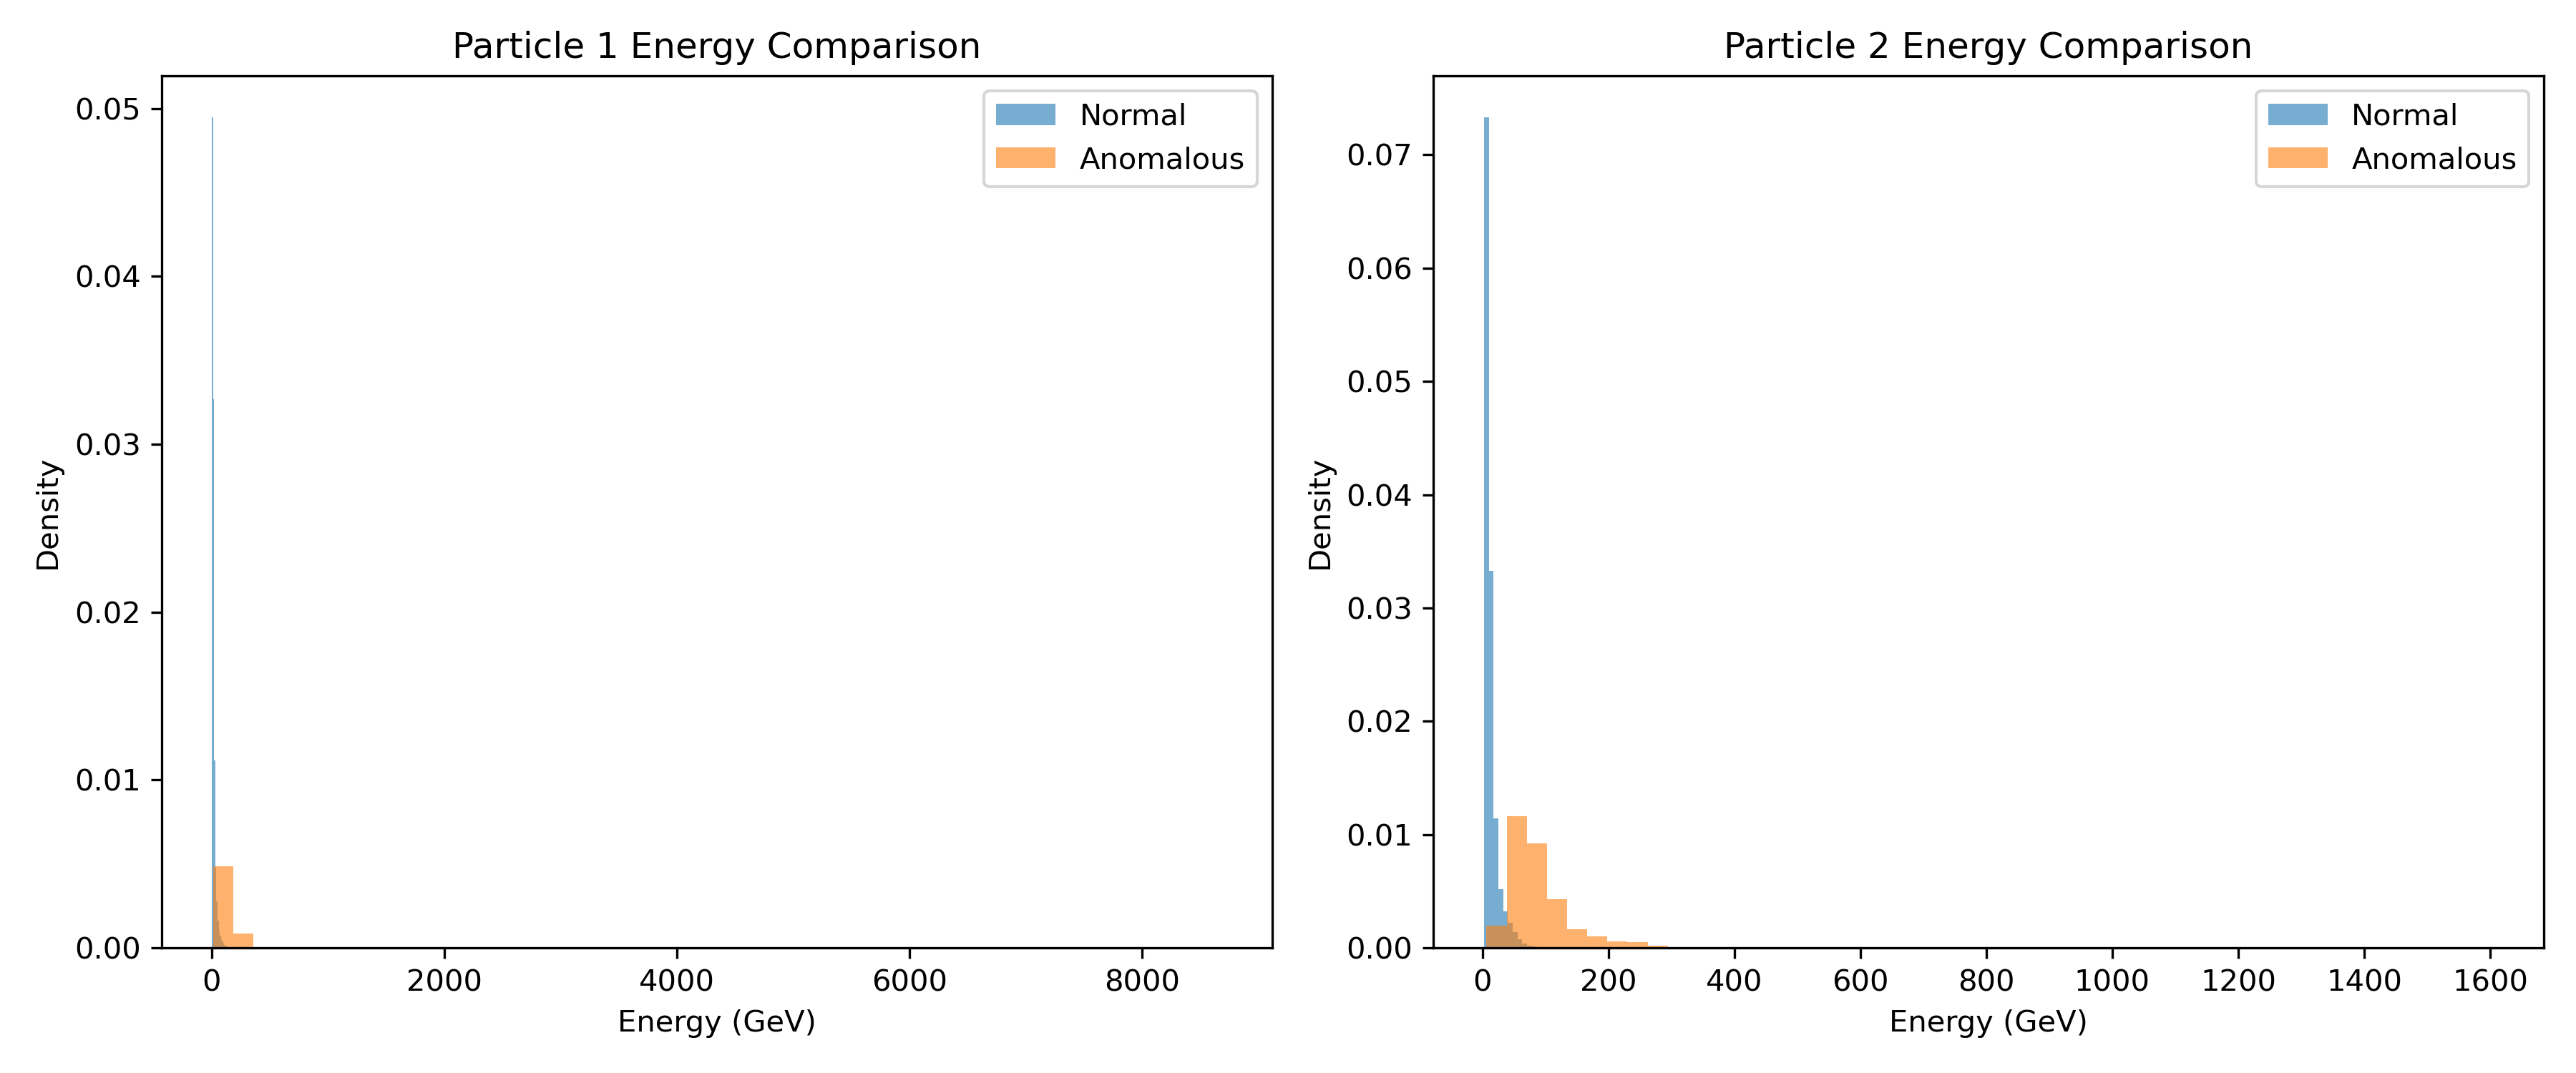 Particle 1 Energy Comparison
Normal
Anomalous
0.05
0.04
0.03
0.02
0.01
0.00
Density
0 2000 4000 6000 8000
Energy (GeV)
Particle 2 Energy Comparison
Normal
Anomalous
0.07
0.06
0.05
0.04
0.03
0.02
0.01
0.00
Density
0 200 400 600 800 1000 1200 1400 1600
Energy (GeV)